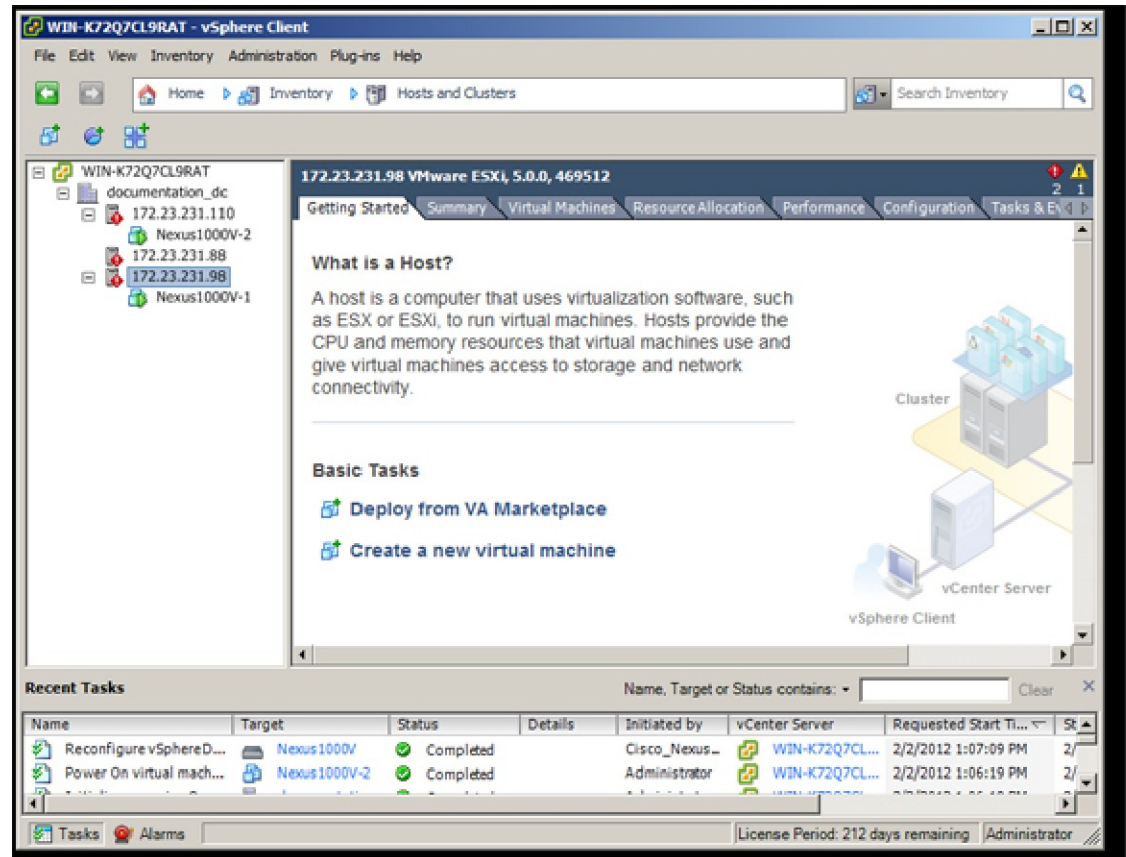 WIN-K72Q7CL9RAT - vSphere Client
File Edit View Inventory Administration Plug-ins Help
Home Inventory Hosts and Clusters
Search Inventory
WIN-K72Q7CL9RAT
documentation_dc
172.23.231.110
Nexus1000V-2
172.23.231.88
172.23.231.98
Nexus1000V-1
172.23.231.98 VMware ESXi, 5.0.0, 469512
2 1
Getting Started Summary Virtual Machines Resource Allocation Performance Configuration Tasks & Ev
What is a Host?
A host is a computer that uses virtualization software, such
as ESX or ESXi, to run virtual machines. Hosts provide the
CPU and memory resources that virtual machines use and
give virtual machines access to storage and network
connectivity.
Cluster
Basic Tasks
Deploy from VA Marketplace
Create a new virtual machine
vCenter Server
vSphere Client
Recent Tasks
Name, Target or Status contains:
Clear
Name Target Status Details Initiated by vCenter Server Requested Start Ti... St
Reconfigure vSphereD... Nexus1000V Completed Cisco_Nexus... WIN-K72Q7CL... 2/2/2012 1:07:09 PM 2/
Power On virtual mach... Nexus1000V-2 Completed Administrator WIN-K72Q7CL... 2/2/2012 1:06:19 PM 2/
Tasks Alarms
License Period: 212 days remaining Administrator